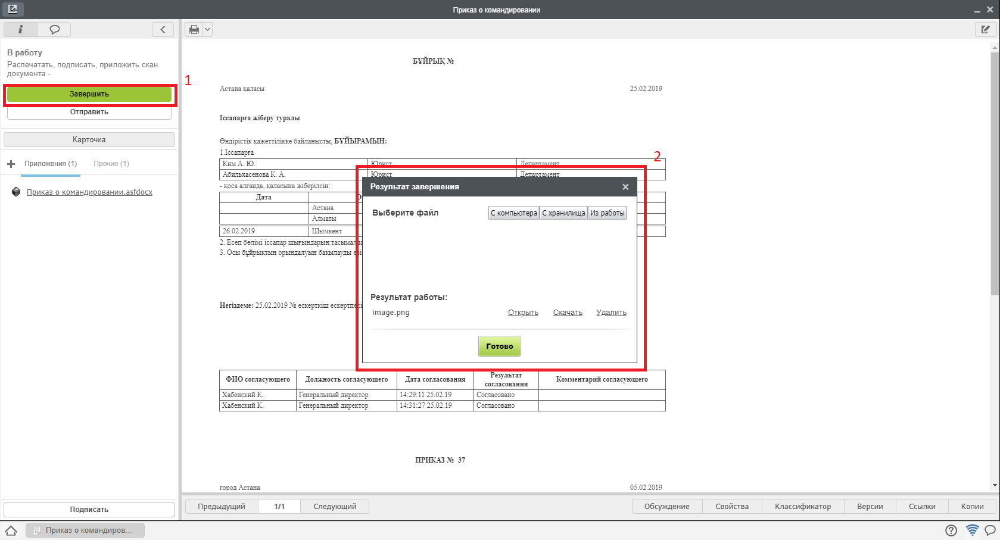 Приказ о командировании
В работу
Распечатать, подписать, приложить скан
документа -
1
Завершить
Отправить
Карточка
Приложения (1) Прочие (1)
Приказ о командировании.asfdocx
Подписать
БҰЙРЫҚ №
Астана қаласы 25.02.2019
Іссапарға жіберу туралы
Өндірістік қажеттілікке байланысты, БҰЙЫРАМЫН:
1.Іссапарға
2
Ким А. Ю. Юрист Департамент
Абильхасенова К. А. Юрист Департамент
- қоса алғанда, қаласына жіберілсін:
Дата
Астана
Алматы
26.02.2019 Шымкент
2. Есеп бөлімі іссапар шығындарын:тасымалда
3. Осы бұйрықтың орындалуын бақылауды өзі
Негіздеме: 25.02.2019 № ескерткіш ескертпесі
Результат завершения
Выберите файл С компьютера С хранилища Из работы
Результат работы:
image.png Открыть Скачать Удалить
Готово
ФИО согласующего Должность согласующего Дата согласования Результат согласования Комментарий согласующего
Хабенский К. Генеральный директор 14:29:11 25.02.19 Согласовано
Хабенский К. Генеральный директор 14:31:27 25.02.19 Согласовано
ПРИКАЗ № 37
город Астана 05.02.2019
Предыдущий 1/1 Следующий Обсуждение Свойства Классификатор Версии Ссылки Копии
Приказ о командиров...